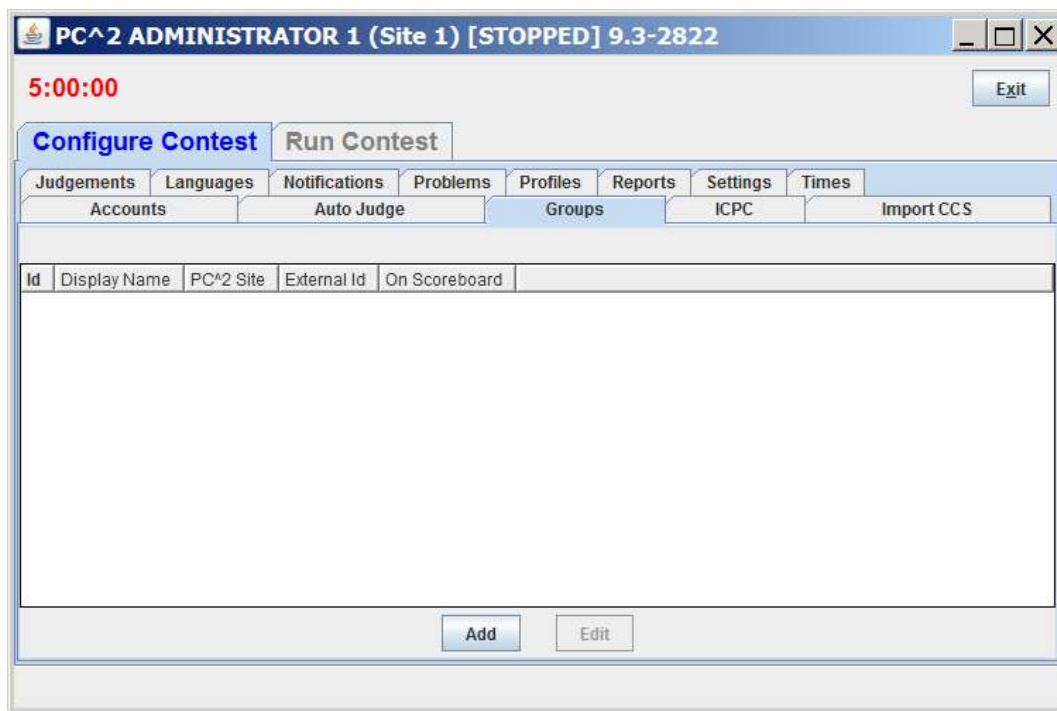 PC^2 ADMINISTRATOR 1 (Site 1) [STOPPED] 9.3-2822
5:00:00 Exit
Configure Contest Run Contest
Judgements Languages Notifications Problems Profiles Reports Settings Times
Accounts Auto Judge Groups ICPC Import CCS
Id Display Name PC^2 Site External Id On Scoreboard
Add Edit